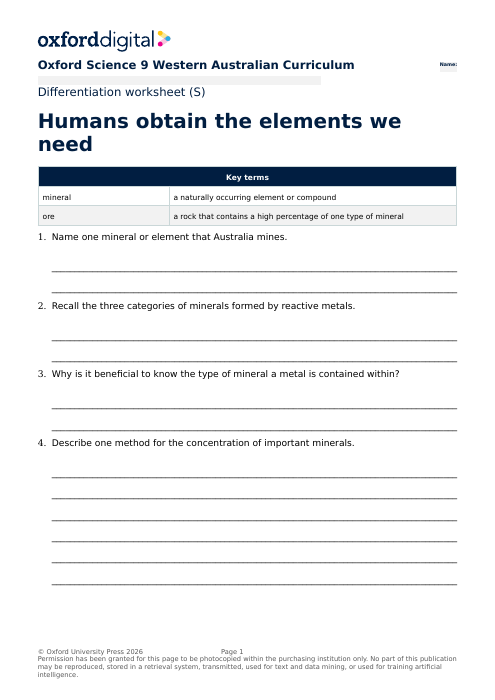 oxforddigital
Oxford Science 9 Western Australian Curriculum
Name:
Differentiation worksheet (S)
Humans obtain the elements we
need
Key terms
mineral a naturally occurring element or compound
ore a rock that contains a high percentage of one type of mineral
1. Name one mineral or element that Australia mines.
2. Recall the three categories of minerals formed by reactive metals.
3. Why is it beneficial to know the type of mineral a metal is contained within?
4. Describe one method for the concentration of important minerals.
© Oxford University Press 2026 Page 1
Permission has been granted for this page to be photocopied within the purchasing institution only. No part of this publication
may be reproduced, stored in a retrieval system, transmitted, used for text and data mining, or used for training artificial
intelligence.